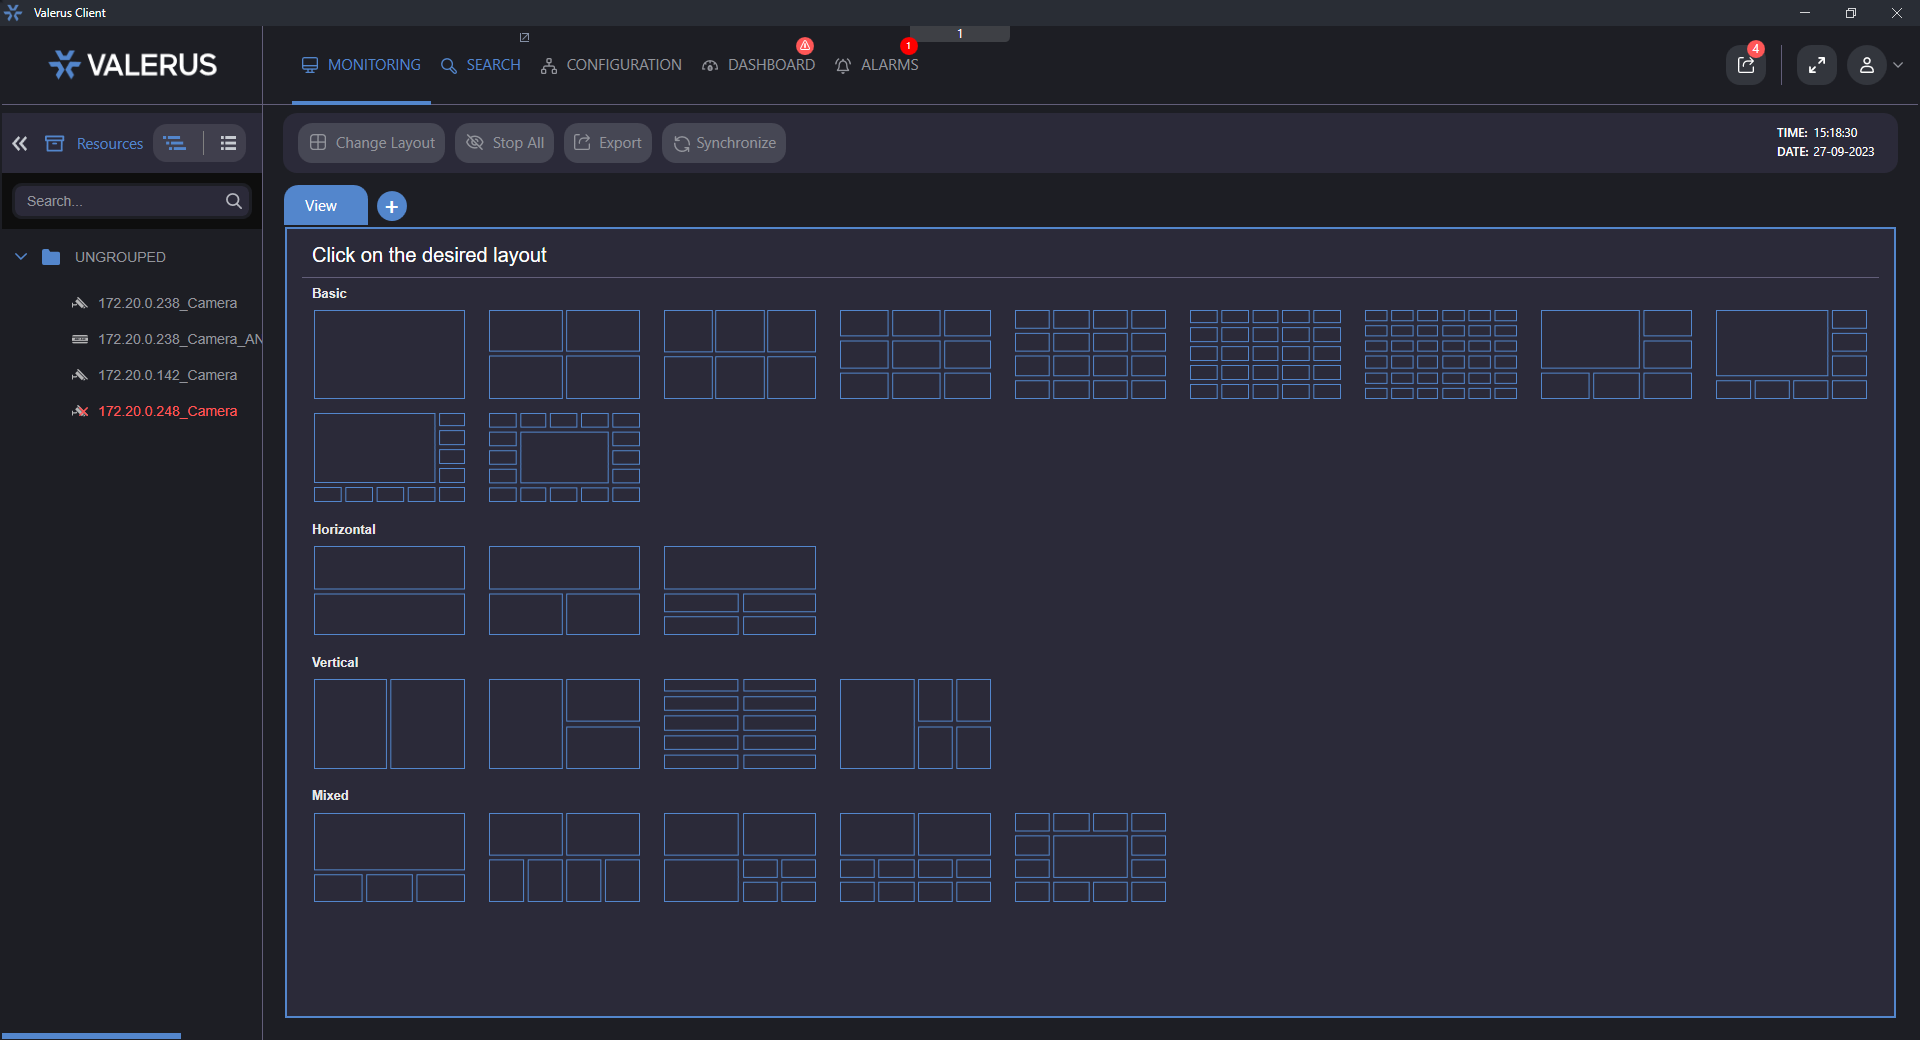 Valerus Client
1
VALERUS
MONITORING
SEARCH
CONFIGURATION
DASHBOARD
1
ALARMS
4
Resources
Change Layout
Stop All
Export
Synchronize
TIME: 15:18:30
DATE: 27-09-2023
Search...
View
Click on the desired layout
UNGROUPED
172.20.0.238_Camera
172.20.0.238_Camera_AN
172.20.0.142_Camera
172.20.0.248_Camera
Basic
Horizontal
Vertical
Mixed